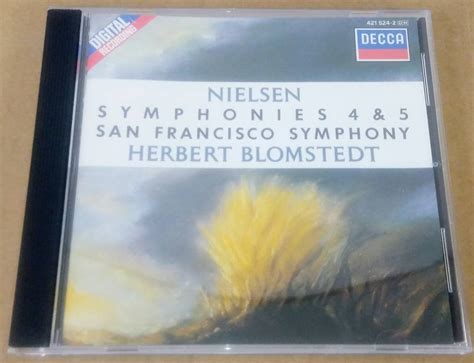 DIGITAL
RECORDING
421 524-2
DECCA
NIELSEN
SYMPHONIES 4 & 5
SAN FRANCISCO SYMPHONY
HERBERT BLOMSTEDT